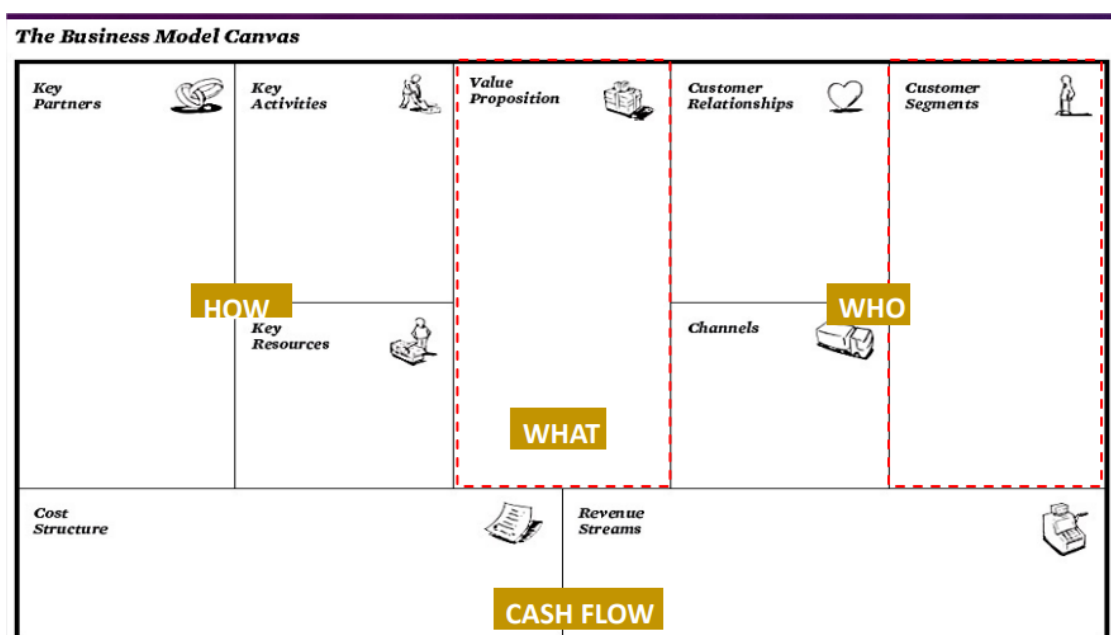 The Business Model Canvas
Key
Partners
Key
Activities
Value
Proposition
Customer
Relationships
Customer
Segments
HOW
WHO
Key
Resources
Channels
WHAT
Cost
Structure
Revenue
Streams
CASH FLOW